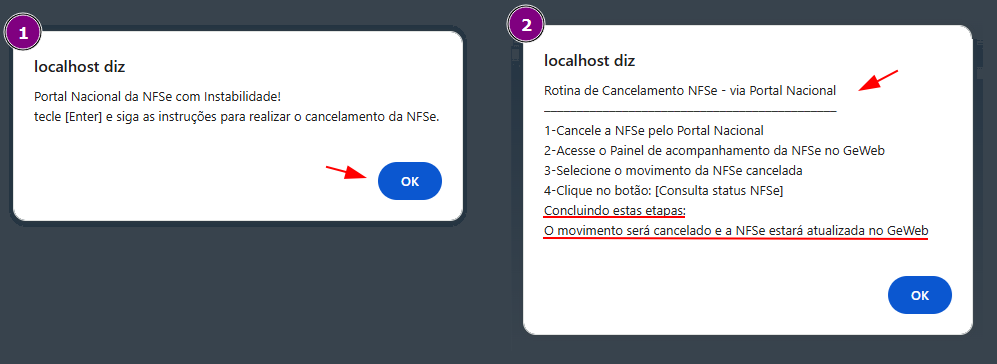 1
localhost diz
Portal Nacional da NFSe com Instabilidade!
tecle [Enter] e siga as instruções para realizar o cancelamento da NFSe.
OK
2
localhost diz
Rotina de Cancelamento NFSe - via Portal Nacional
1-Cancele a NFSe pelo Portal Nacional
2-Acesse o Painel de acompanhamento da NFSe no GeWeb
3-Selecione o movimento da NFSe cancelada
4-Clique no botão: [Consulta status NFSe]
Concluindo estas etapas:
O movimento será cancelado e a NFSe estará atualizada no GeWeb
OK